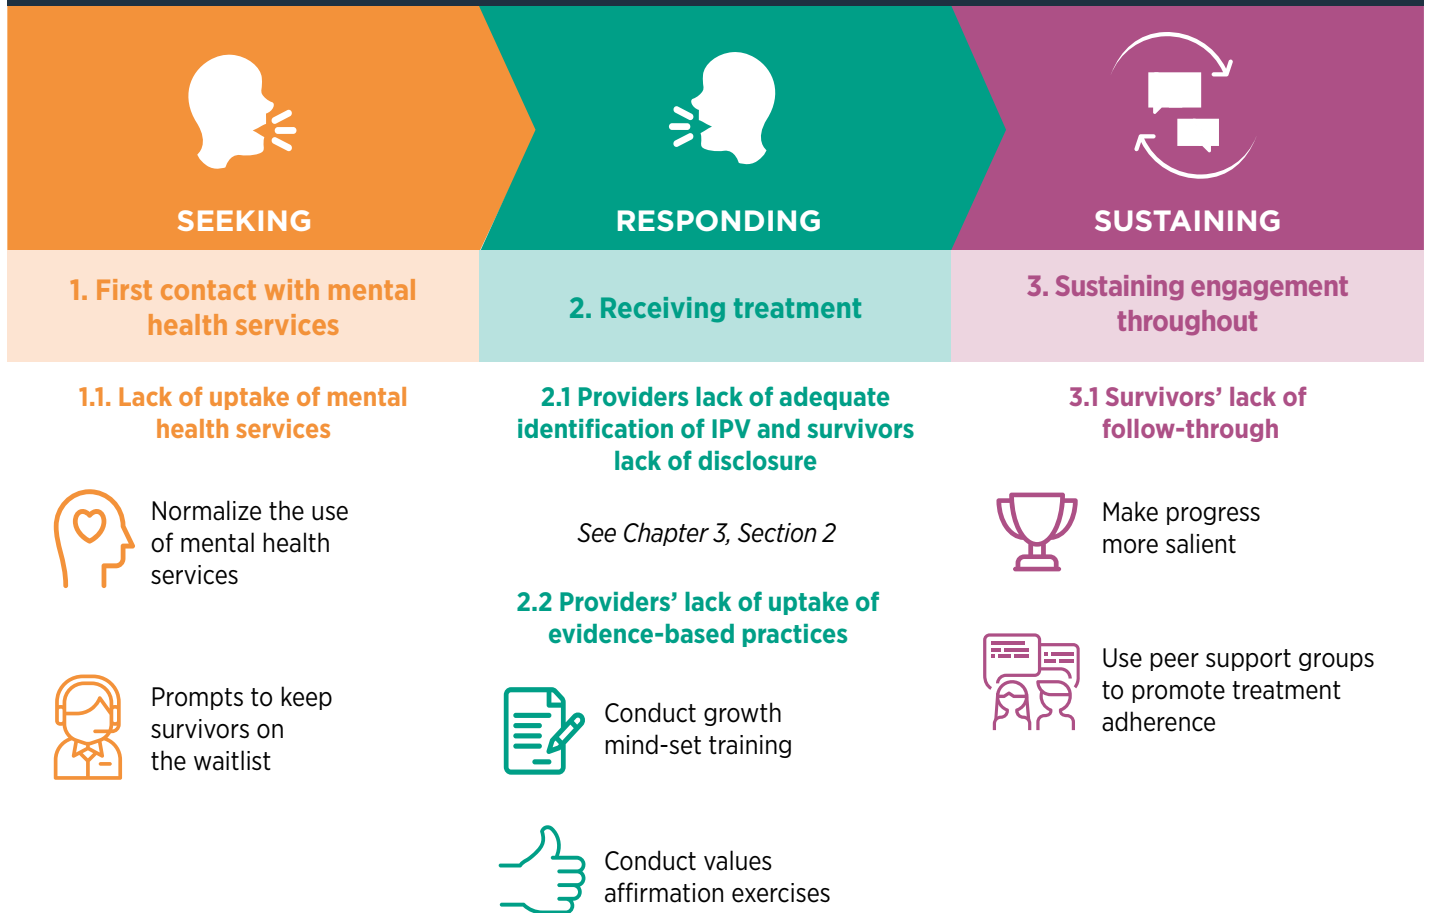 SEEKING
RESPONDING
SUSTAINING
1. First contact with mental
health services
2. Receiving treatment
3. Sustaining engagement
throughout
1.1. Lack of uptake of mental
health services
Normalize the use
of mental health
services
Prompts to keep
survivors on
the waitlist
2.1 Providers lack of adequate
identification of IPV and survivors
lack of disclosure
See Chapter 3, Section 2
2.2 Providers’ lack of uptake of
evidence-based practices
Conduct growth
mind-set training
Conduct values
affirmation exercises
3.1 Survivors’ lack of
follow-through
Make progress
more salient
Use peer support groups
to promote treatment
adherence